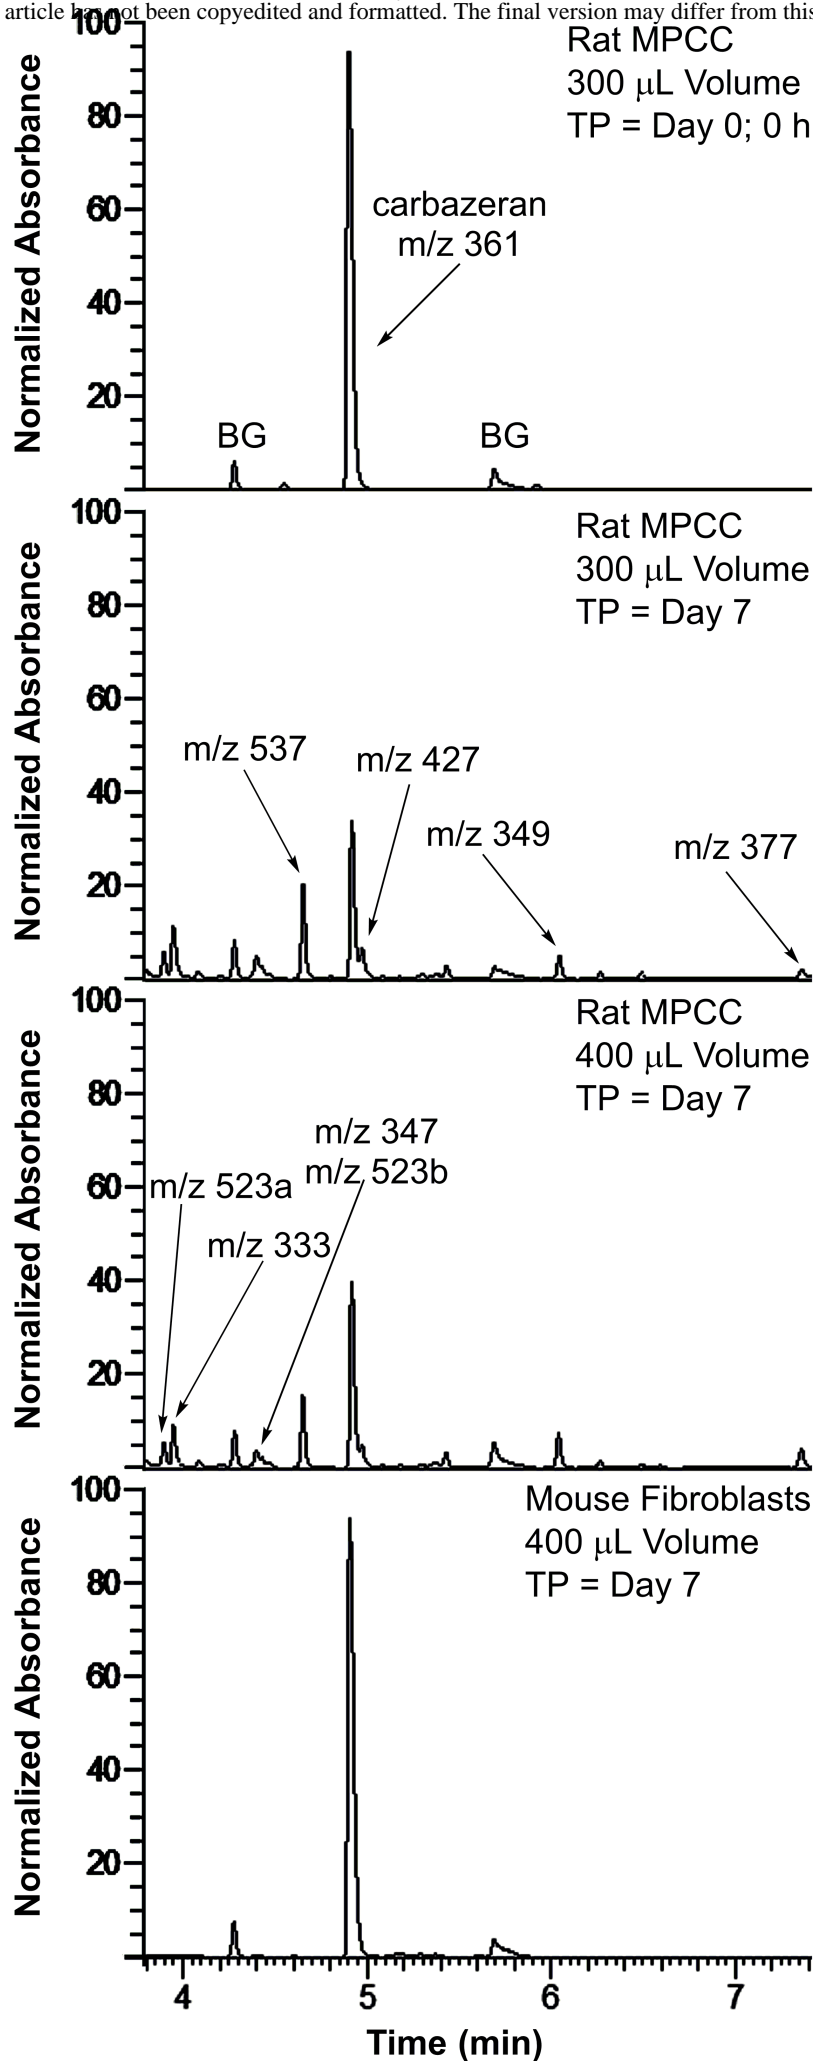 article has not been copyedited and formatted. The final version may differ from this
Normalized Absorbance
100
80
60
40
20
Rat MPCC
300 μL Volume
TP = Day 0; 0 h
carbazeran
m/z 361
BG
BG
Normalized Absorbance
100
80
60
40
20
Rat MPCC
300 μL Volume
TP = Day 7
m/z 537
m/z 427
m/z 349
m/z 377
Normalized Absorbance
100
80
60
40
20
Rat MPCC
400 μL Volume
TP = Day 7
m/z 347
m/z 523b
m/z 523a
m/z 333
Normalized Absorbance
100
80
60
40
20
Mouse Fibroblasts
400 μL Volume
TP = Day 7
4 5 6 7
Time (min)